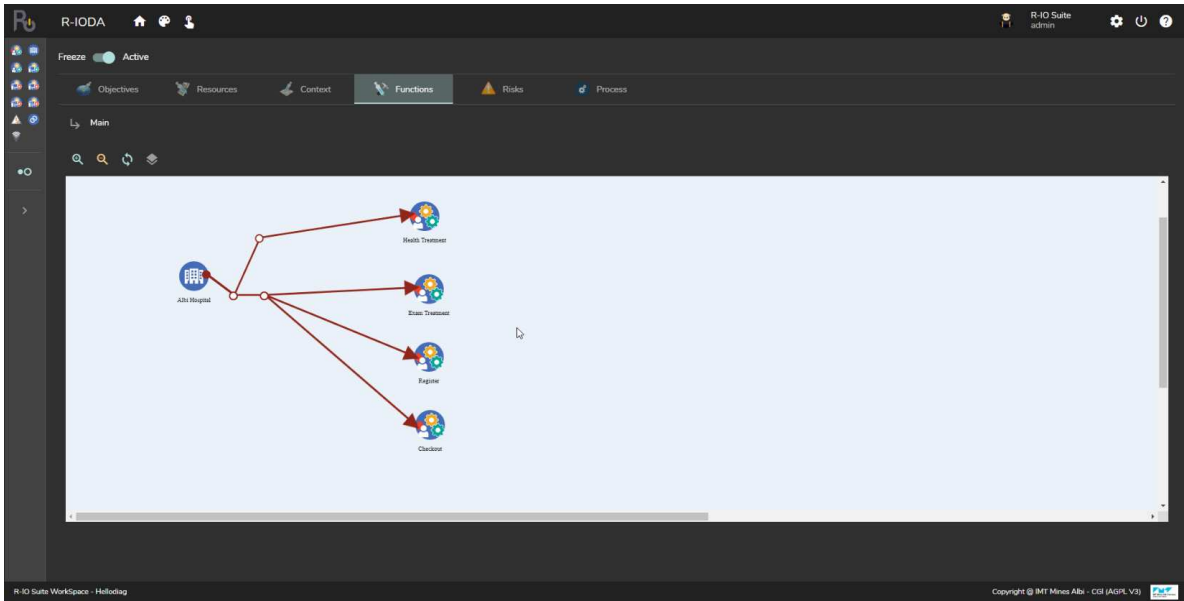 R-IODA
R-IO Suite
admin
Freeze
Active
Objectives
Resources
Context
Functions
Risks
Process
Main
Health Treatment
Albi Hospital
Exam Treatment
Register
Checkout
R-IO Suite WorkSpace - Hellodiag
Copyright @ IMT Mines Albi - CGI (AGPL V3)